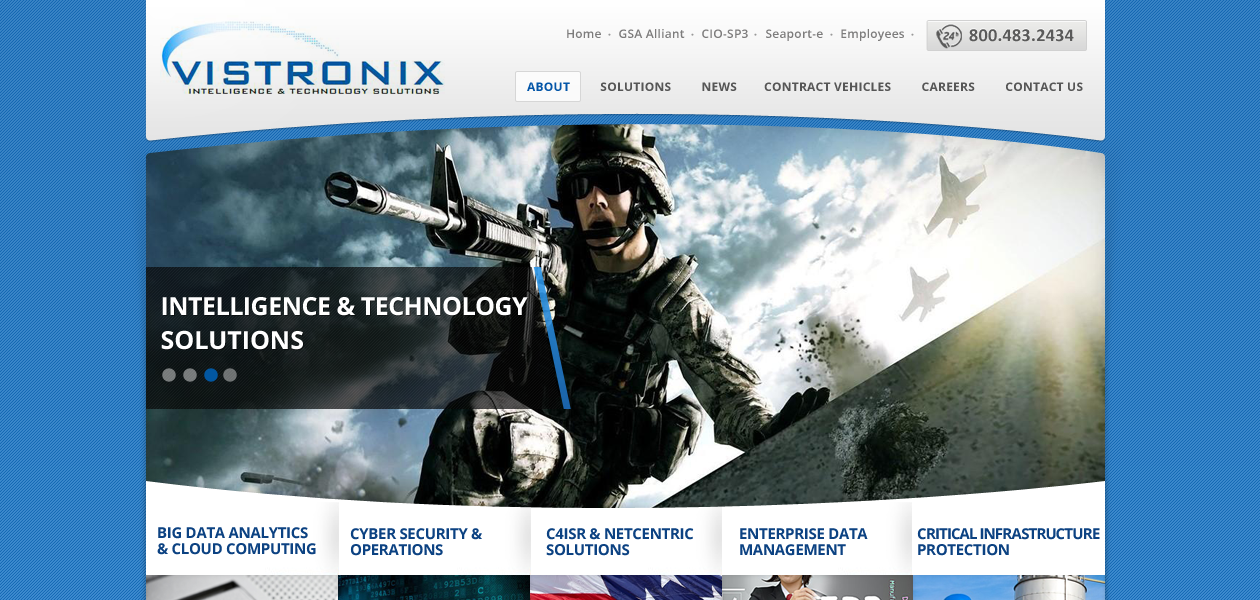 Home · GSA Alliant · CIO-SP3 · Seaport-e · Employees ·
24h 800.483.2434
VISTRONIX
INTELLIGENCE & TECHNOLOGY SOLUTIONS
ABOUT SOLUTIONS NEWS CONTRACT VEHICLES CAREERS CONTACT US
INTELLIGENCE & TECHNOLOGY
SOLUTIONS
BIG DATA ANALYTICS
& CLOUD COMPUTING
CYBER SECURITY &
OPERATIONS
C4ISR & NETCENTRIC
SOLUTIONS
ENTERPRISE DATA
MANAGEMENT
CRITICAL INFRASTRUCTURE
PROTECTION